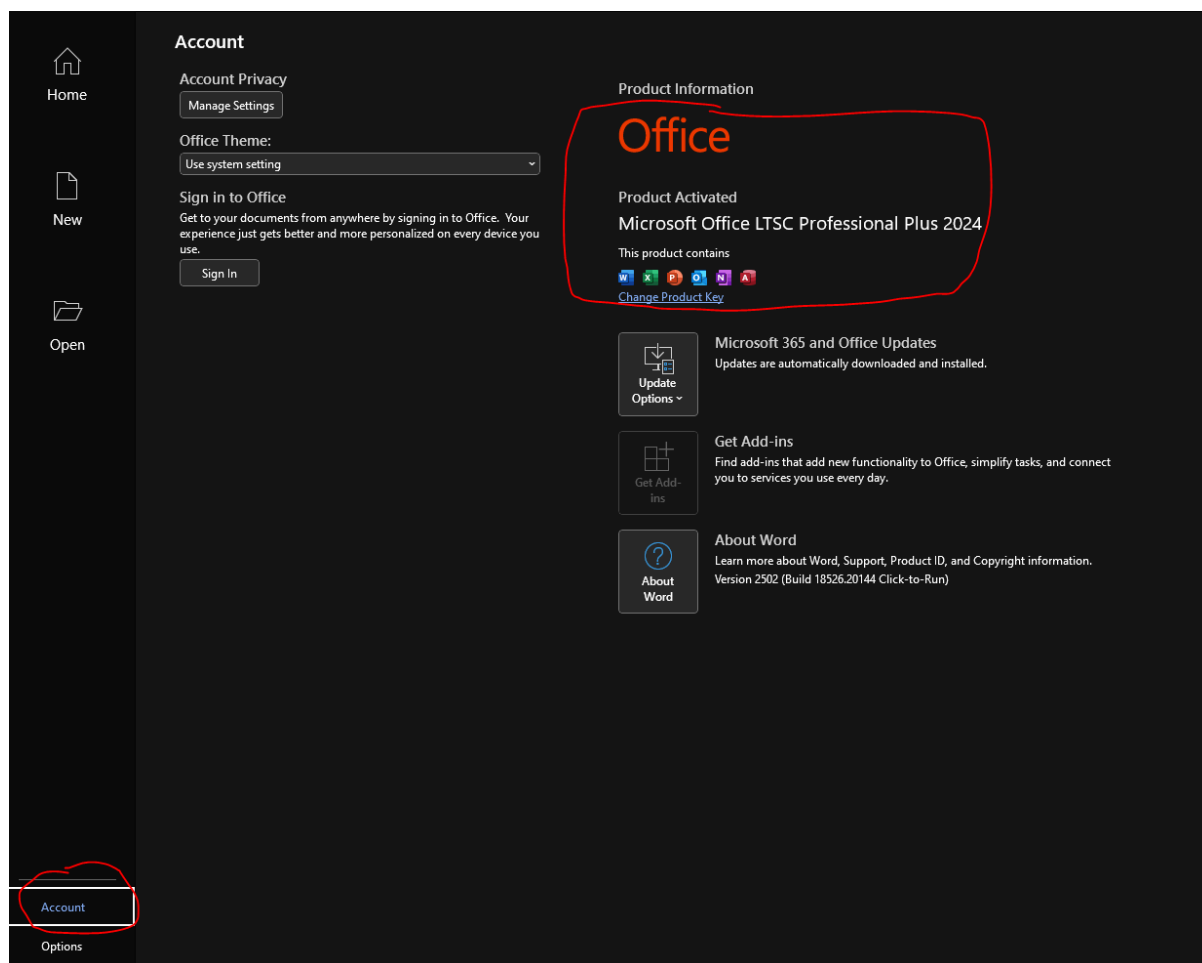 Home
New
Open
Account
Options
Account
Account Privacy
Manage Settings
Office Theme:
Use system setting
Sign in to Office
Get to your documents from anywhere by signing in to Office. Your
experience just gets better and more personalized on every device you
use.
Sign In
Product Information
Office
Product Activated
Microsoft Office LTSC Professional Plus 2024
This product contains
W X P O N A
Change Product Key
Update
Options
Microsoft 365 and Office Updates
Updates are automatically downloaded and installed.
Get Add-
ins
Get Add-ins
Find add-ins that add new functionality to Office, simplify tasks, and connect
you to services you use every day.
About
Word
About Word
Learn more about Word, Support, Product ID, and Copyright information.
Version 2502 (Build 18526.20144 Click-to-Run)